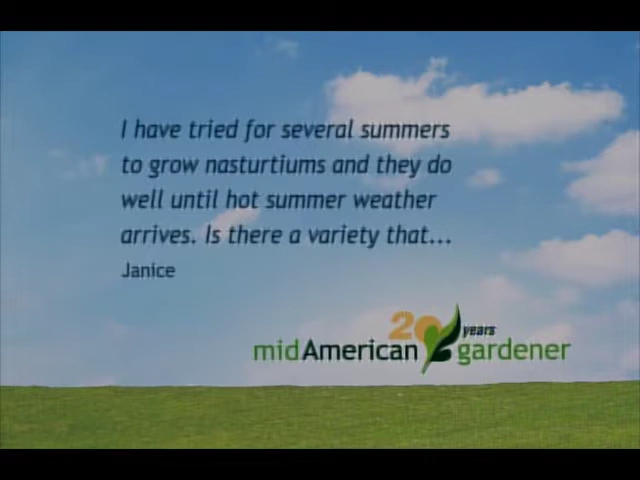 I have tried for several summers
to grow nasturtiums and they do
well until hot summer weather
arrives. Is there a variety that...
Janice
20 years
midAmerican gardener